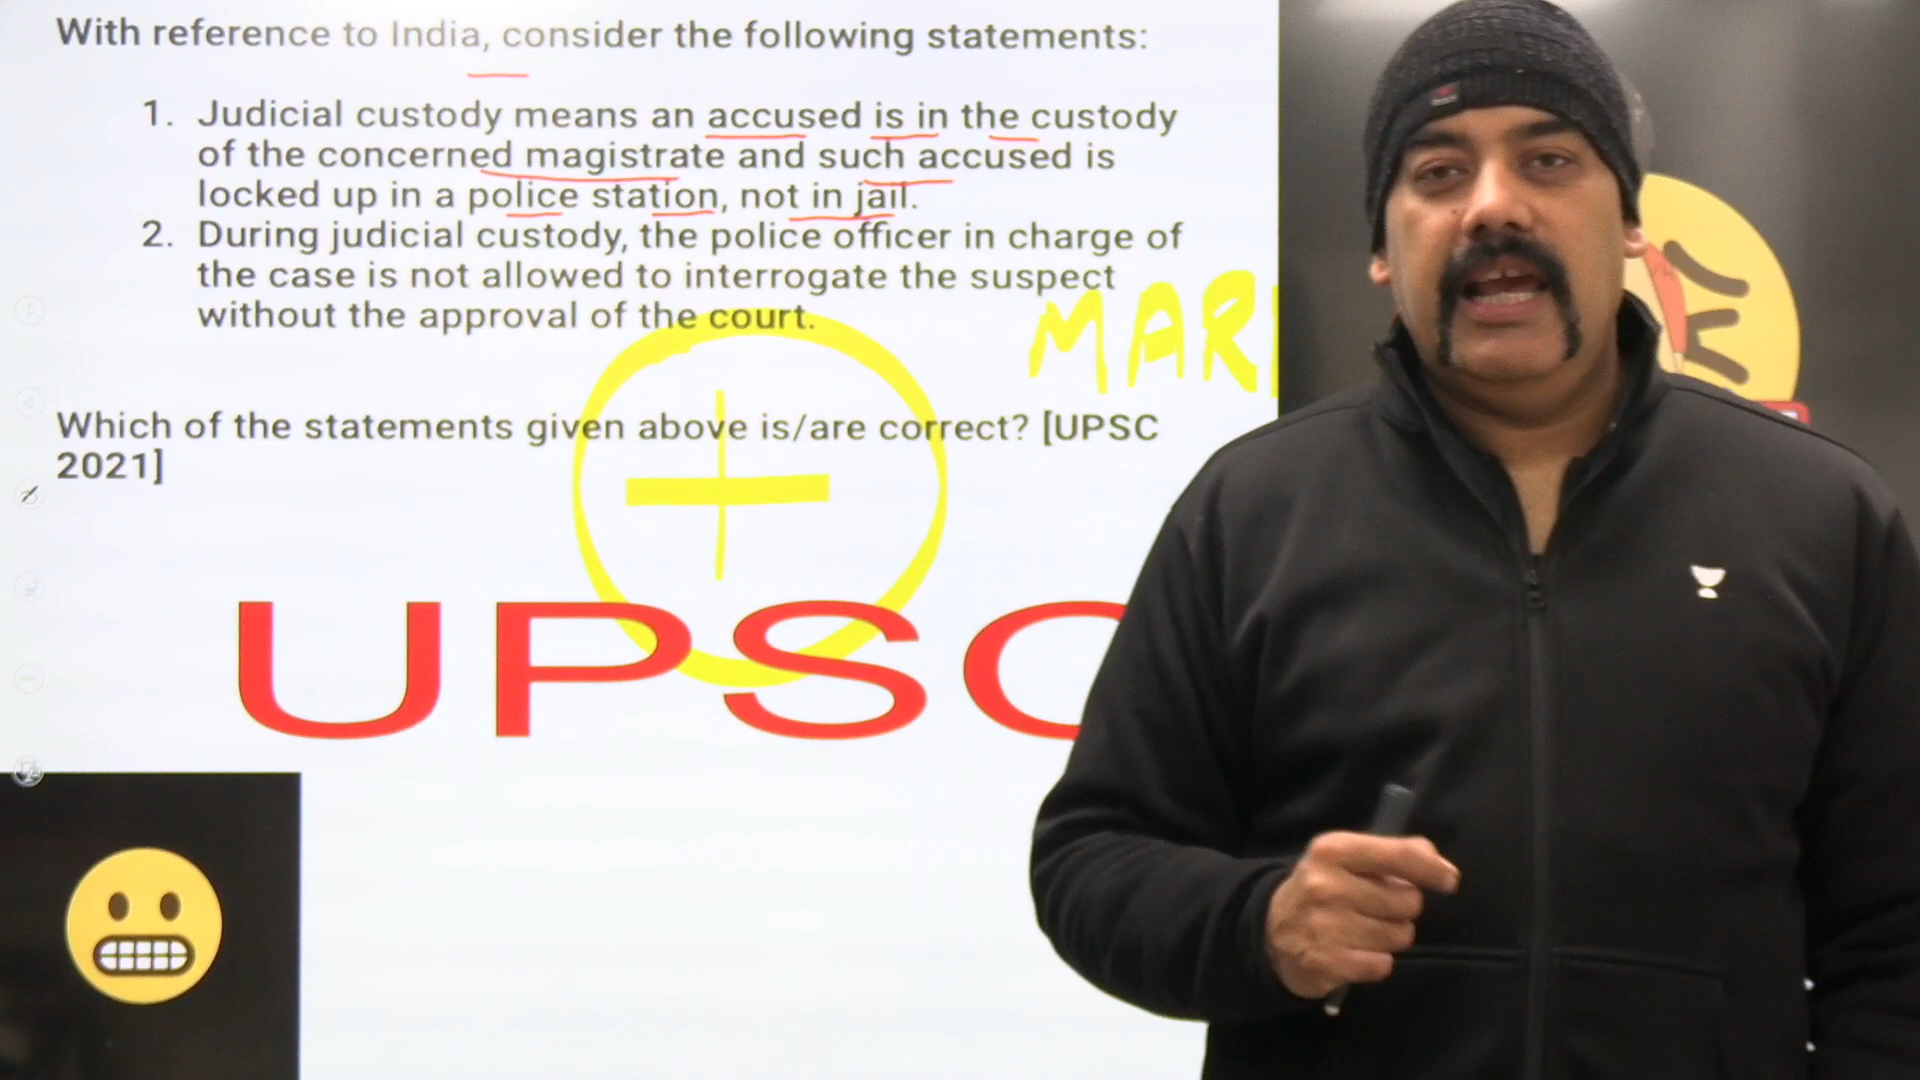 With reference to India, consider the following statements:
1. Judicial custody means an accused is in the custody
of the concerned magistrate and such accused is
locked up in a police station, not in jail.
2. During judicial custody, the police officer in charge of
the case is not allowed to interrogate the suspect
without the approval of the court.
MAR
Which of the statements given above is/are correct? [UPSC
2021]
UPSC